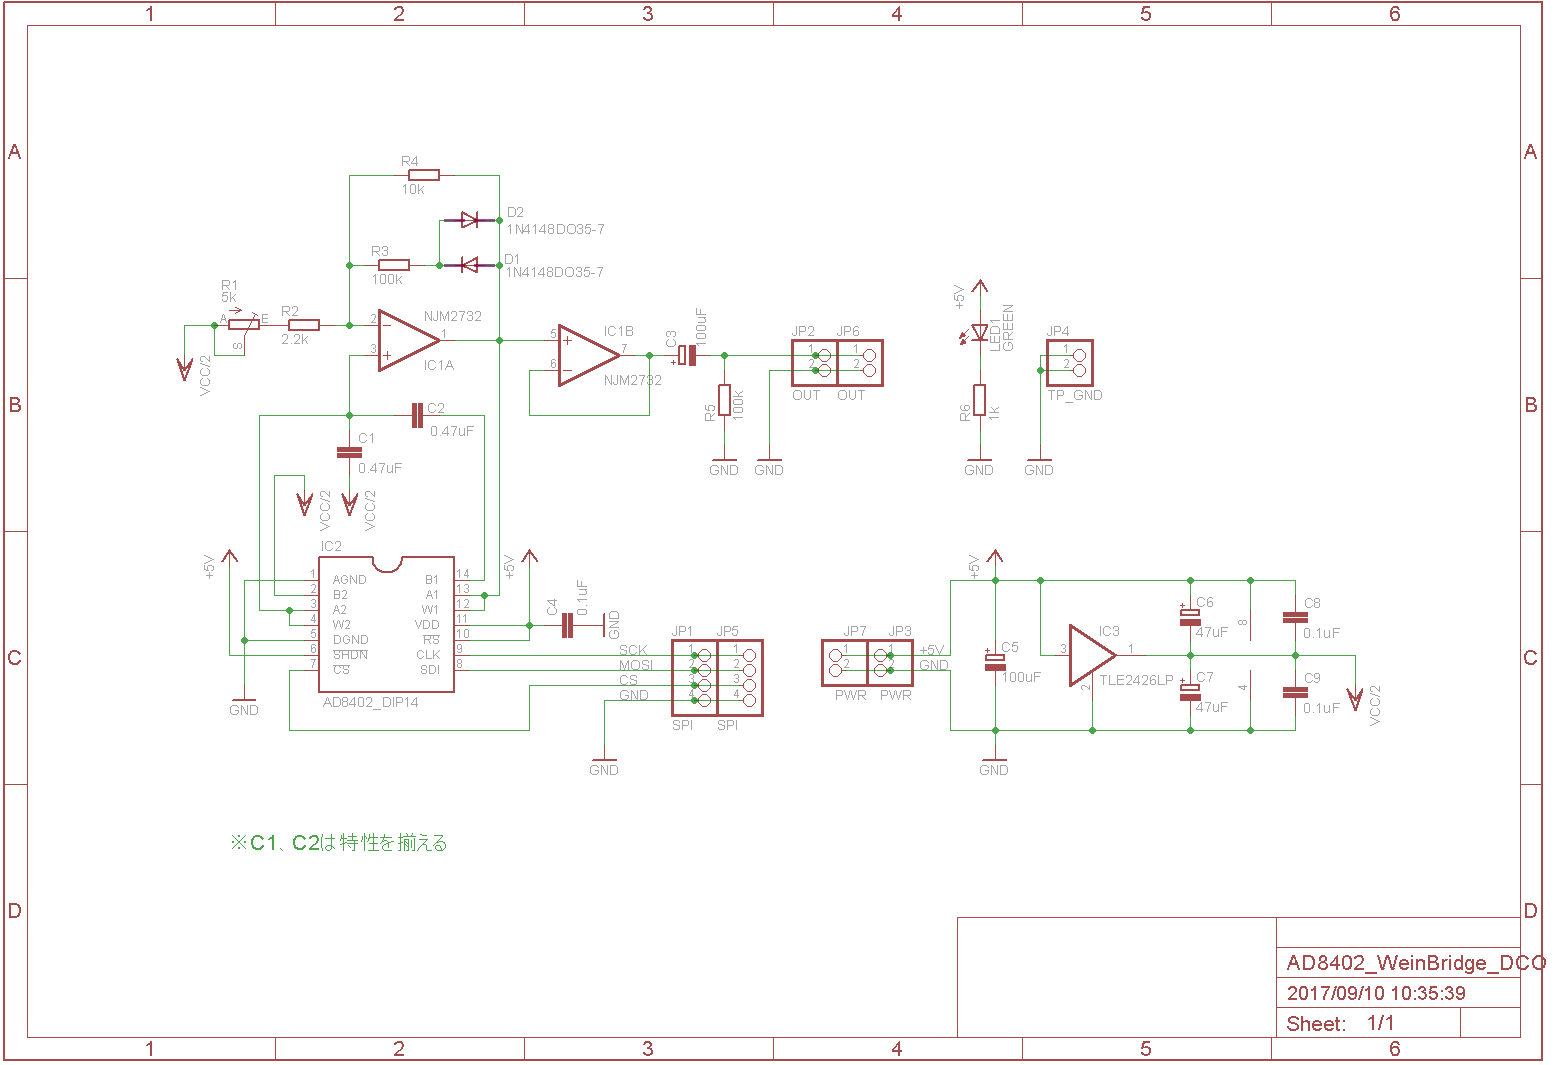 1 2 3 4 5 6
A A
R4
10k
D2
1N4148DO35-7
R3
100k
D1
1N4148DO35-7
R1
5k
A E
S
R2
2.2k
VCC/2
2
3
1
NJM2732
IC1A
5
6
7
IC1B
NJM2732
C3
100uF
R5
100k
GND
GND
JP2 JP6
1 1
2 2
OUT OUT
+5V
LED1
GREEN
R6
1k
GND
JP4
1
2
TP_GND
GND
B B
C2
0.47uF
C1
0.47uF
VCC/2
VCC/2
+5V
IC2
1 AGND B1 14
2 B2 A1 13
3 A2 W1 12
4 W2 VDD 11
5 DGND RS 10
6 SHDN CLK 9
7 CS SDI 8
AD8402_DIP14
GND
+5V
C4
0.1uF
GND
JP1 JP5
SCK 1 1
MOSI 2 2
CS 3 3
GND 4 4
SPI SPI
GND
JP7 JP3
1 1 +5V
2 2 GND
PWR PWR
+5V
C5
100uF
GND
IC3
3
1
2
TLE2426LP
C6
47uF
C7
47uF
8
4
C8
0.1uF
C9
0.1uF
VCC/2
C C
※C1、C2は特性を揃える
D D
AD8402_WeinBridge_DCO
2017/09/10 10:35:39
Sheet: 1/1
1 2 3 4 5 6